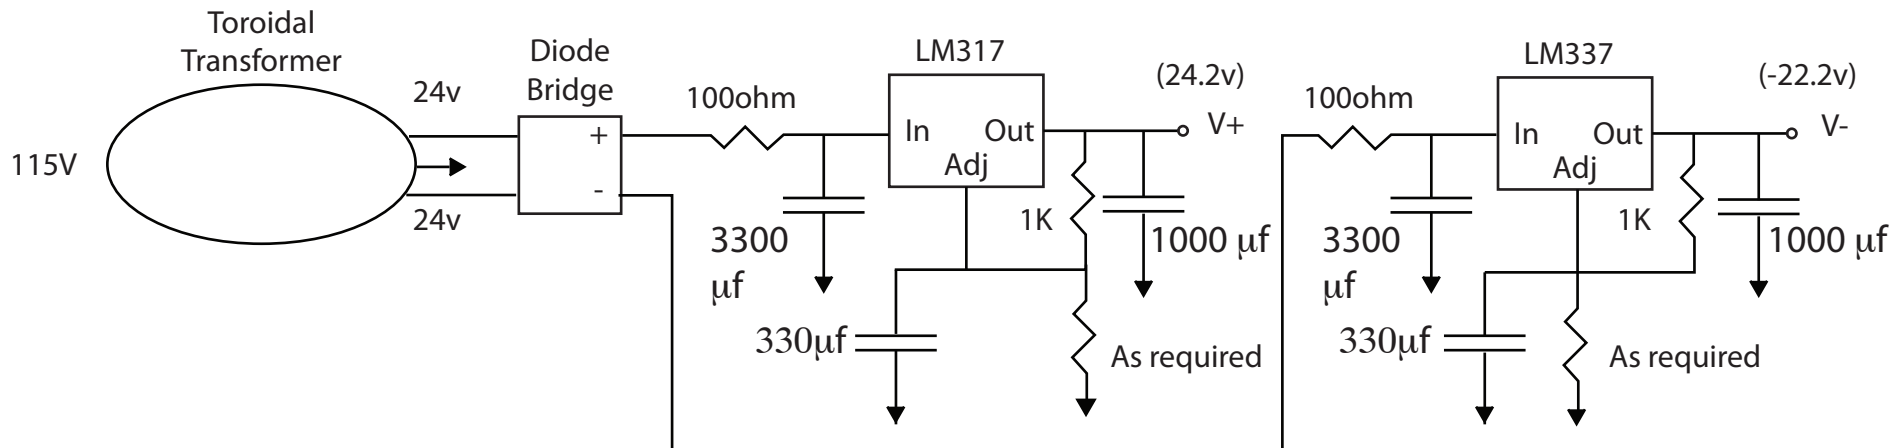 Toroidal
Transformer
115V
24v
24v
Diode
Bridge
+
-
100ohm
3300
μf
LM317
In
Out
Adj
(24.2v)
V+
1K
1000 μf
330μf
As required
100ohm
3300
μf
LM337
In
Out
Adj
(-22.2v)
V-
1K
1000 μf
330μf
As required